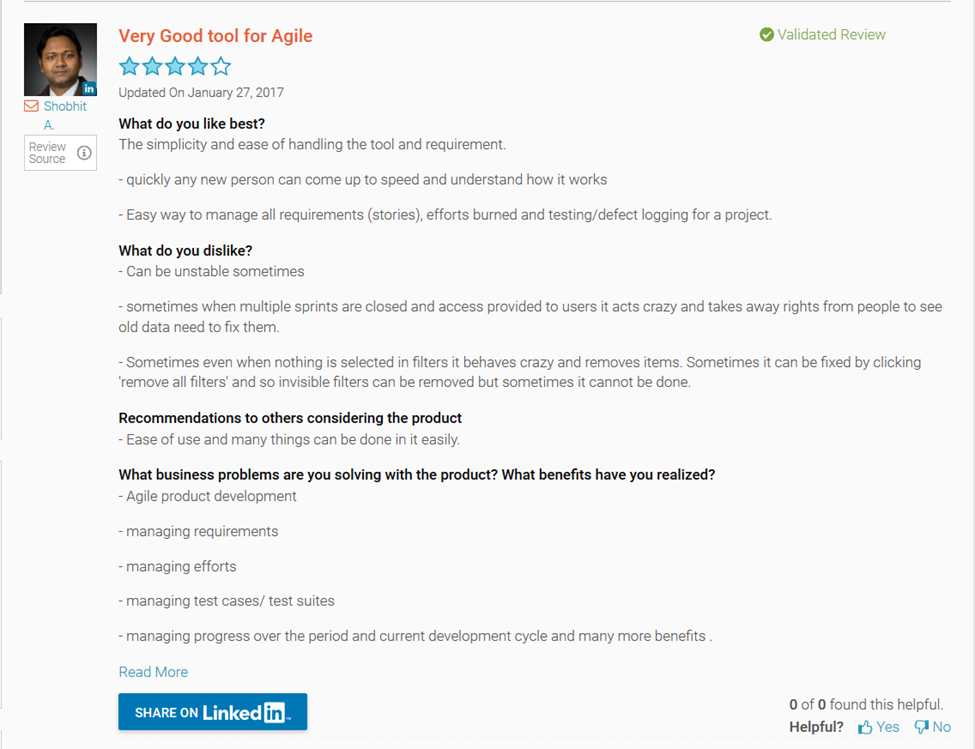 Very Good tool for Agile
Validated Review
in
Updated On January 27, 2017
Shobhit
A.
Review
Source
What do you like best?
The simplicity and ease of handling the tool and requirement.
- quickly any new person can come up to speed and understand how it works
- Easy way to manage all requirements (stories), efforts burned and testing/defect logging for a project.
What do you dislike?
- Can be unstable sometimes
- sometimes when multiple sprints are closed and access provided to users it acts crazy and takes away rights from people to see
old data need to fix them.
- Sometimes even when nothing is selected in filters it behaves crazy and removes items. Sometimes it can be fixed by clicking
'remove all filters' and so invisible filters can be removed but sometimes it cannot be done.
Recommendations to others considering the product
- Ease of use and many things can be done in it easily.
What business problems are you solving with the product? What benefits have you realized?
- Agile product development
- managing requirements
- managing efforts
- managing test cases/ test suites
- managing progress over the period and current development cycle and many more benefits .
Read More
SHARE ON Linkedin
0 of 0 found this helpful.
Helpful? Yes No